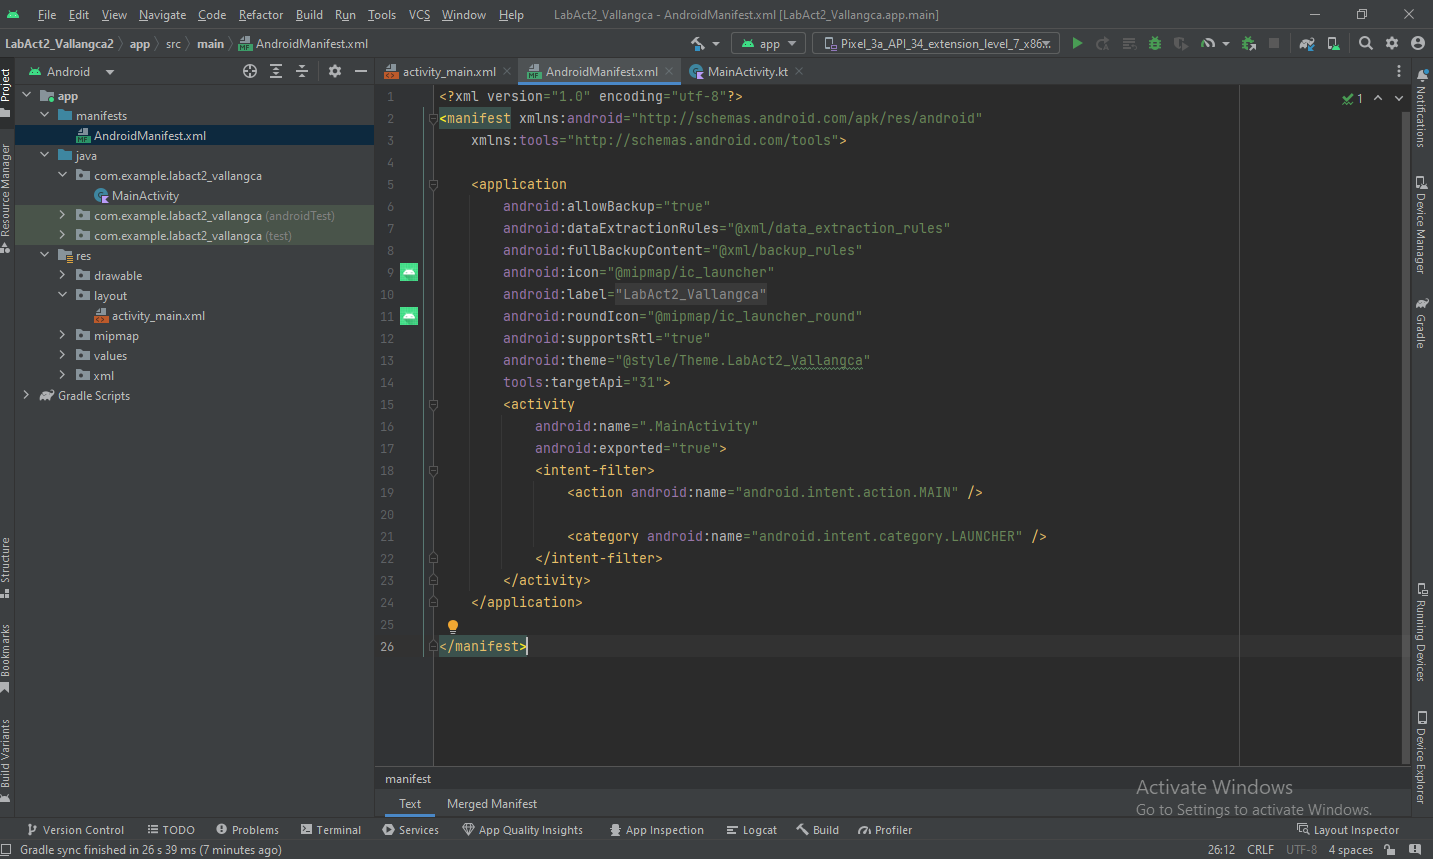 File Edit View Navigate Code Refactor Build Run Tools VCS Window Help LabAct2_Vallangca - AndroidManifest.xml [LabAct2_Vallangca.app.main]
LabAct2_Vallangca2 app src main AndroidManifest.xml app Pixel_3a_API_34_extension_level_7_x86
Project
Resource Manager
Structure
Bookmarks
Build Variants
Android
app
manifests
AndroidManifest.xml
java
com.example.labact2_vallangca
MainActivity
com.example.labact2_vallangca (androidTest)
com.example.labact2_vallangca (test)
res
drawable
layout
activity_main.xml
mipmap
values
xml
Gradle Scripts
activity_main.xml AndroidManifest.xml MainActivity.kt
1 <?xml version="1.0" encoding="utf-8"?>
2 <manifest xmlns:android="http://schemas.android.com/apk/res/android"
3 xmlns:tools="http://schemas.android.com/tools">
4
5 <application
6 android:allowBackup="true"
7 android:dataExtractionRules="@xml/data_extraction_rules"
8 android:fullBackupContent="@xml/backup_rules"
9 android:icon="@mipmap/ic_launcher"
10 android:label="LabAct2_Vallangca"
11 android:roundIcon="@mipmap/ic_launcher_round"
12 android:supportsRtl="true"
13 android:theme="@style/Theme.LabAct2_Vallangca"
14 tools:targetApi="31">
15 <activity
16 android:name=".MainActivity"
17 android:exported="true">
18 <intent-filter>
19 <action android:name="android.intent.action.MAIN" />
20
21 <category android:name="android.intent.category.LAUNCHER" />
22 </intent-filter>
23 </activity>
24 </application>
25
26 </manifest>
1
manifest
Text Merged Manifest
Notifications
Device Manager
Gradle
Running Devices
Device Explorer
Activate Windows
Go to Settings to activate Windows.
Version Control TODO Problems Terminal Services App Quality Insights App Inspection Logcat Build Profiler Layout Inspector
Gradle sync finished in 26 s 39 ms (7 minutes ago) 26:12 CRLF UTF-8 4 spaces